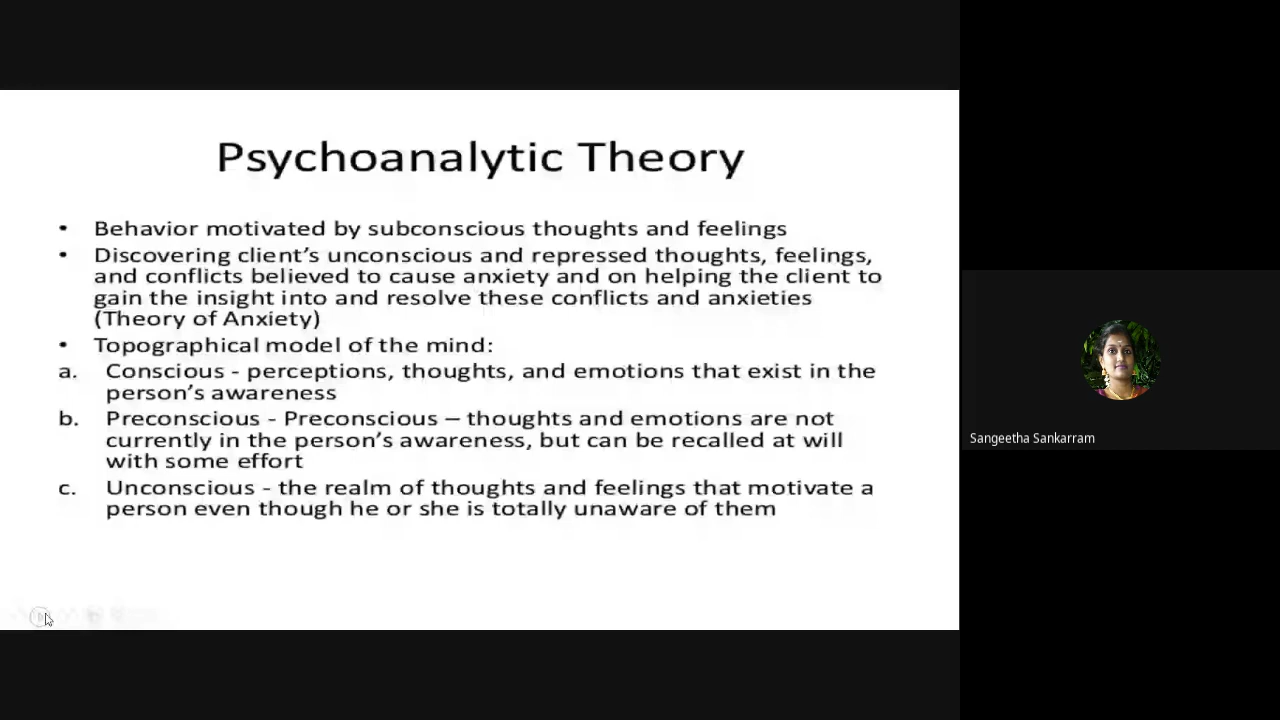 Psychoanalytic Theory
• Behavior motivated by subconscious thoughts and feelings
• Discovering client's unconscious and repressed thoughts, feelings,
and conflicts believed to cause anxiety and on helping the client to
gain the insight into and resolve these conflicts and anxieties
(Theory of Anxiety)
• Topographical model of the mind:
a. Conscious - perceptions, thoughts, and emotions that exist in the
person's awareness
b. Preconscious - Preconscious – thoughts and emotions are not
currently in the person's awareness, but can be recalled at will
with some effort
c. Unconscious - the realm of thoughts and feelings that motivate a
person even though he or she is totally unaware of them
Sangeetha Sankarram